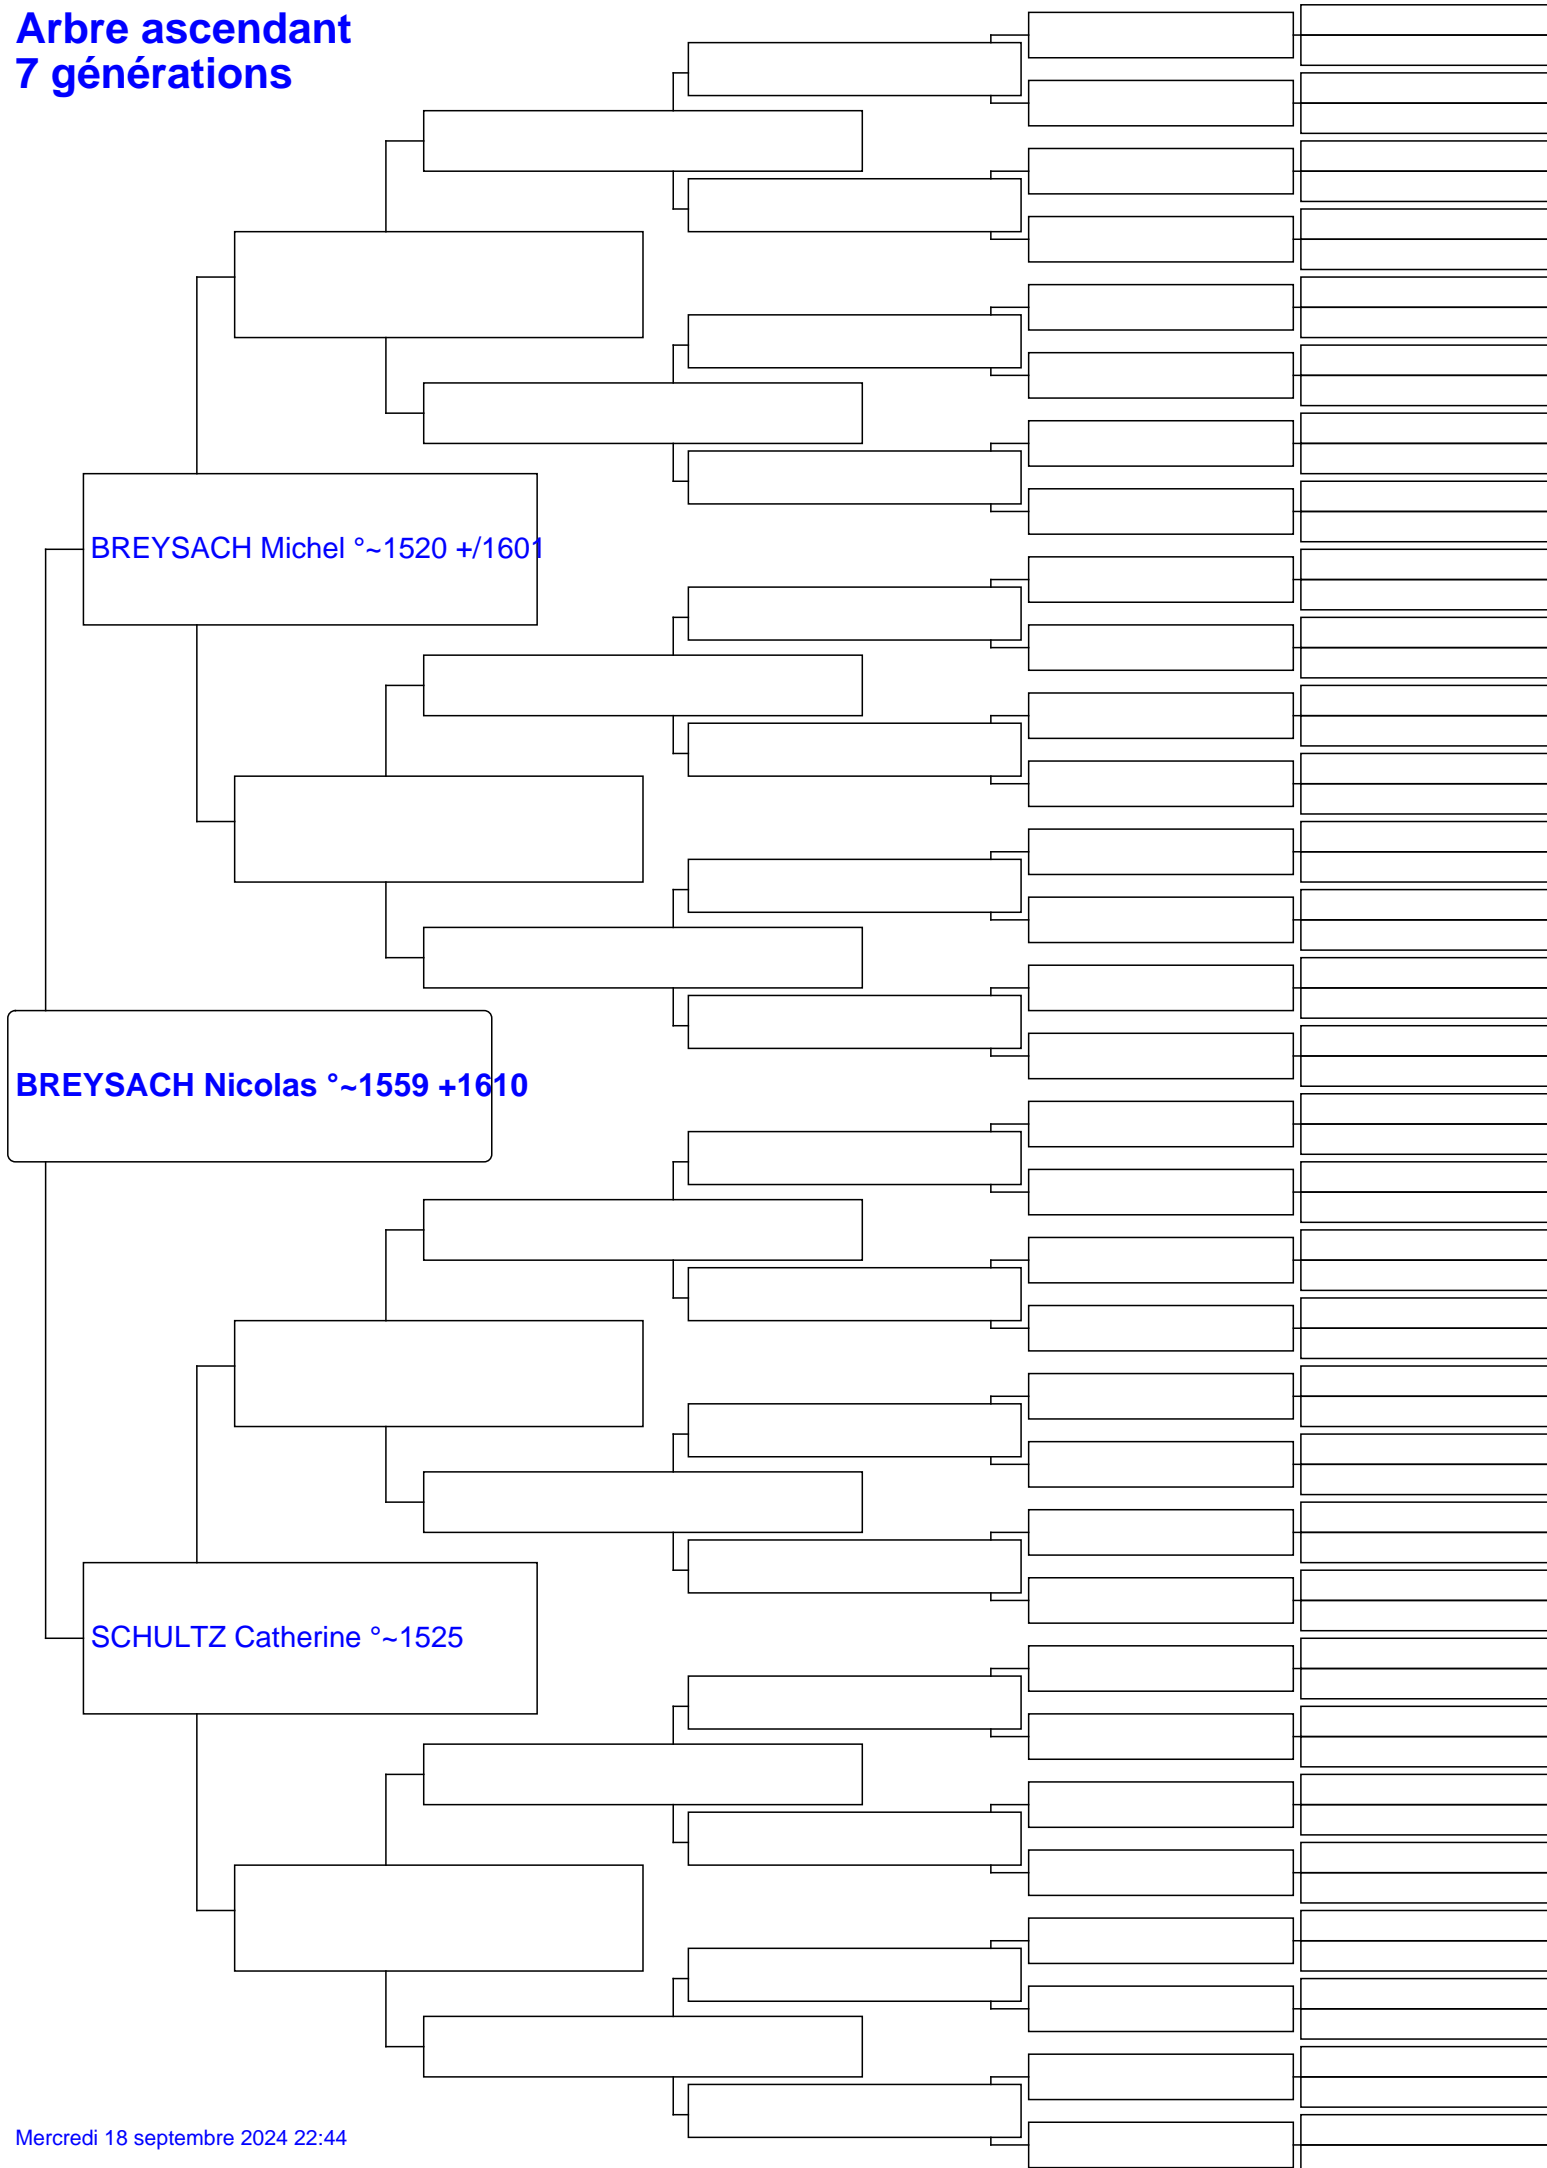 Arbre ascendant
7 générations
BREYSACH Michel °~1520 +/1601
BREYSACH Nicolas °~1559 +1610
SCHULTZ Catherine °~1525
Mercredi 18 septembre 2024 22:44